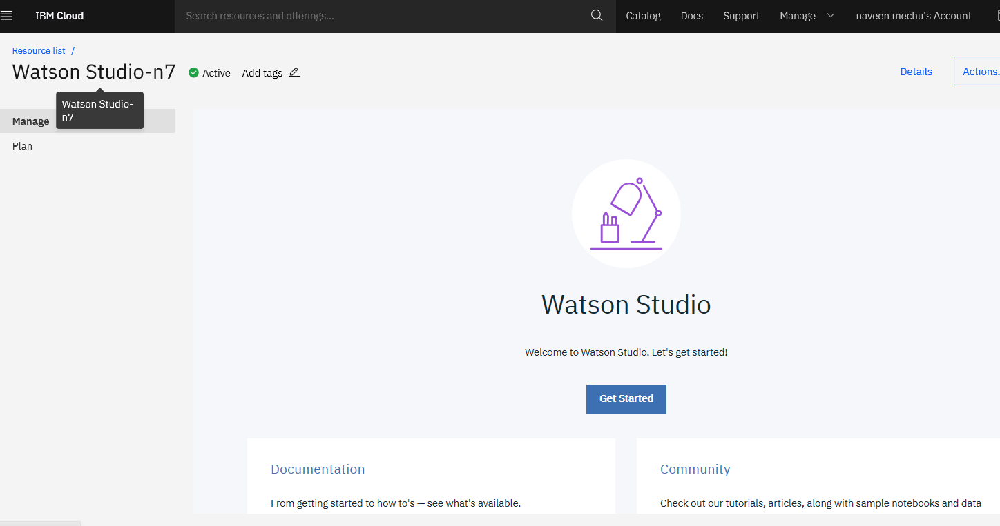 IBM Cloud
Search resources and offerings...
Catalog
Docs
Support
Manage
naveen mechu's Account
Resource list /
Watson Studio-n7
Active
Add tags
Details
Actions.
Watson Studio-
n7
Manage
Plan
Watson Studio
Welcome to Watson Studio. Let's get started!
Get Started
Documentation
From getting started to how to's — see what's available.
Community
Check out our tutorials, articles, along with sample notebooks and data